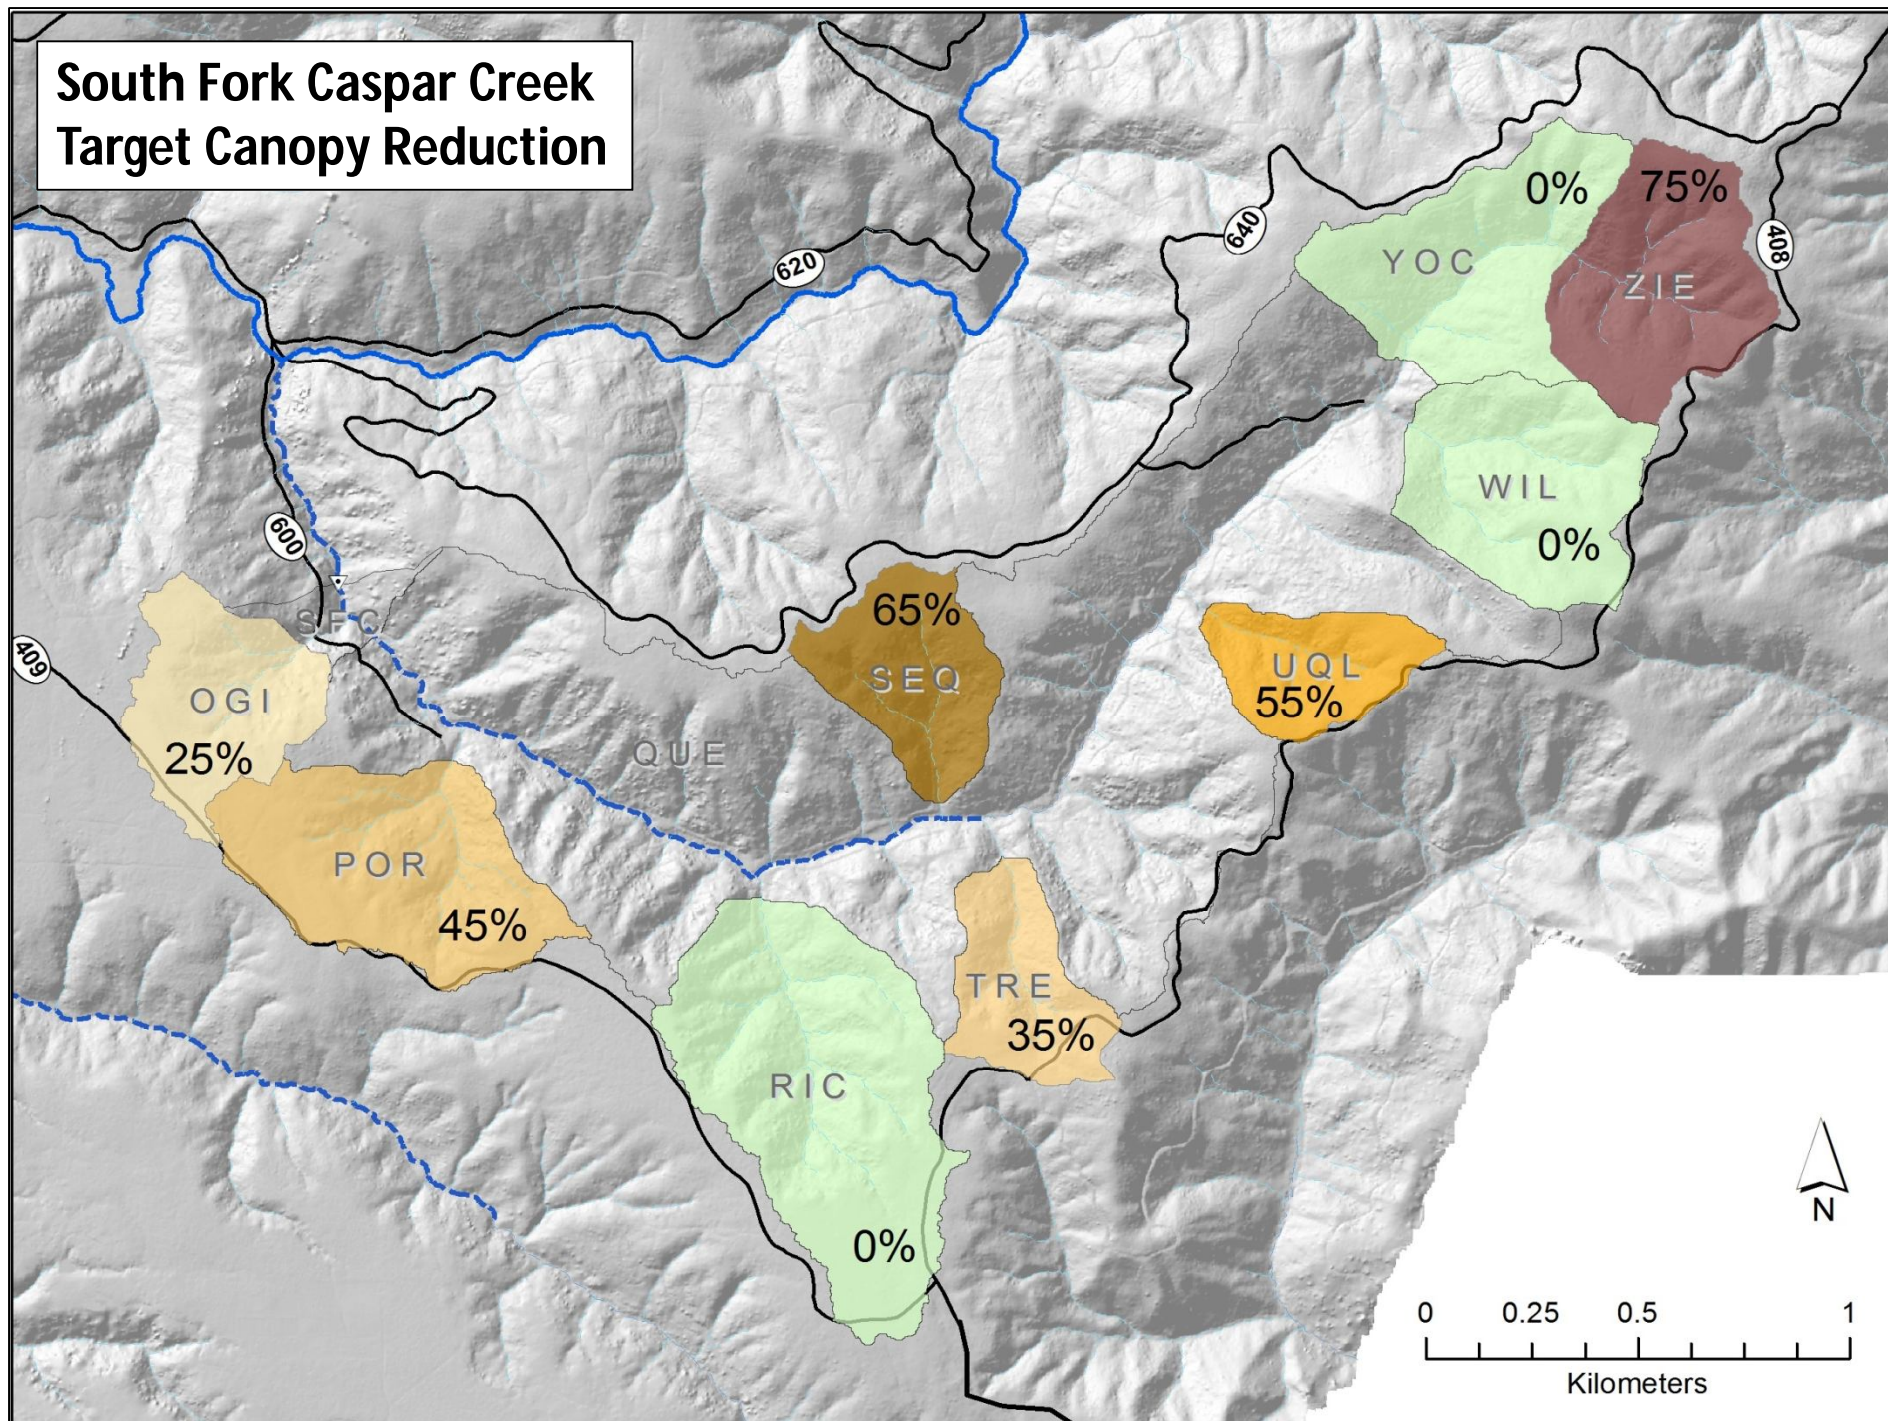 South Fork Caspar Creek
Target Canopy Reduction
0%
75%
640
408
YOC
620
ZIE
WIL
600
0%
65%
SFC
409
UQL
SEQ
OGI
55%
QUE
25%
POR
45%
TRE
35%
RIC
N
0%
0 0.25 0.5 1
Kilometers